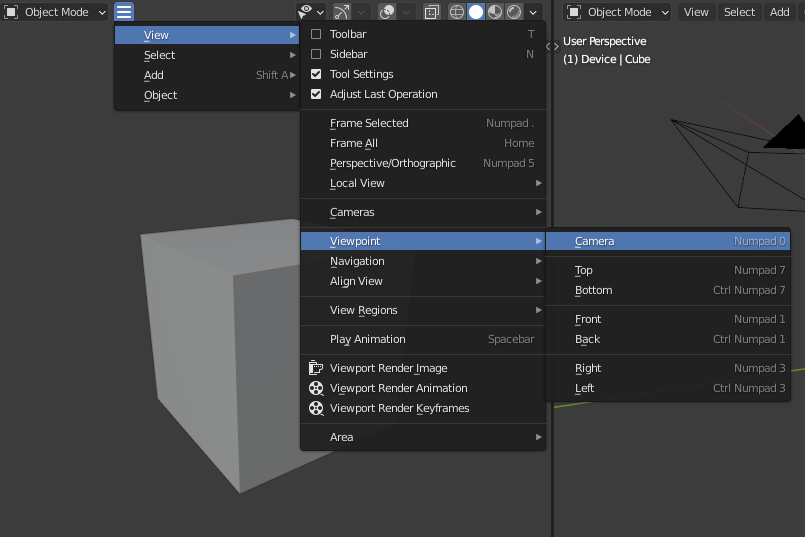 Object Mode
Object Mode View Select Add
View
Select
Add Shift A
Object
Toolbar T
Sidebar N
Tool Settings
Adjust Last Operation
Frame Selected Numpad .
Frame All Home
Perspective/Orthographic Numpad 5
Local View
Cameras
Viewpoint
Navigation
Align View
View Regions
Play Animation Spacebar
Viewport Render Image
Viewport Render Animation
Viewport Render Keyframes
Area
Camera Numpad 0
Top Numpad 7
Bottom Ctrl Numpad 7
Front Numpad 1
Back Ctrl Numpad 1
Right Numpad 3
Left Ctrl Numpad 3
User Perspective
(1) Device | Cube